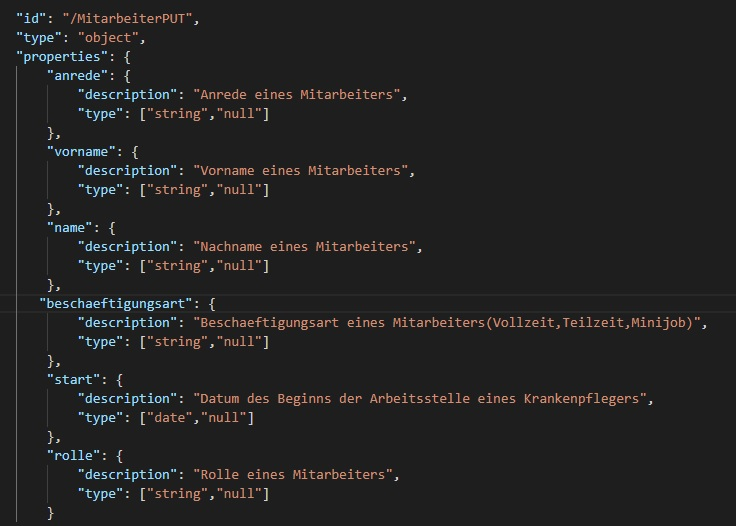 "id": "/MitarbeiterPUT",
"type": "object",
"properties": {
"anrede": {
"description": "Anrede eines Mitarbeiters",
"type": ["string","null"]
},
"vorname": {
"description": "Vorname eines Mitarbeiters",
"type": ["string","null"]
},
"name": {
"description": "Nachname eines Mitarbeiters",
"type": ["string","null"]
},
"beschaeftigungsart": {
"description": "Beschaeftigungsart eines Mitarbeiters(Vollzeit,Teilzeit,Minijob)",
"type": ["string","null"]
},
"start": {
"description": "Datum des Beginns der Arbeitsstelle eines Krankenpflegers",
"type": ["date","null"]
},
"rolle": {
"description": "Rolle eines Mitarbeiters",
"type": ["string","null"]
}